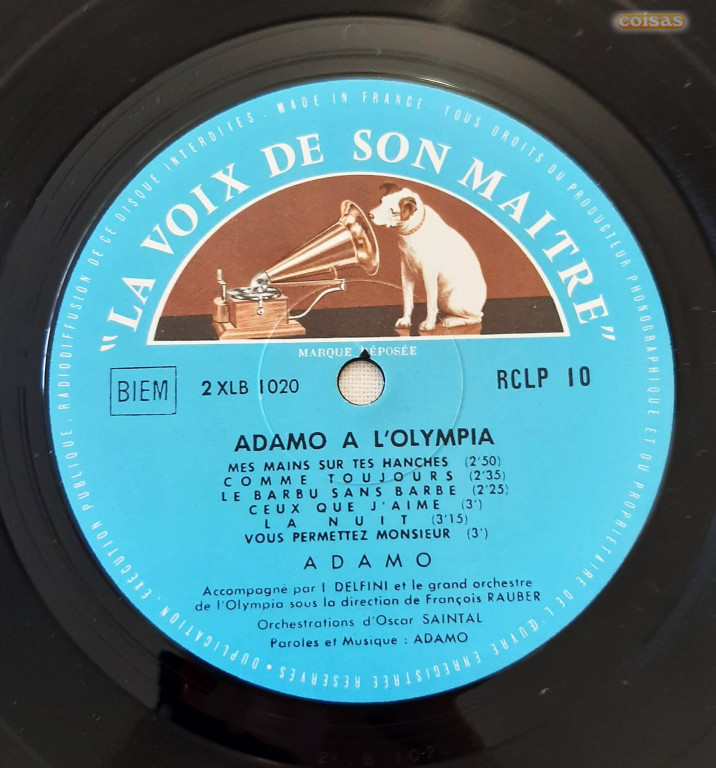 coisas
DUPLICATION, EXÉCUTION PUBLIQUE, RADIODIFFUSION DE CE DISQUE INTERDITES. MADE IN FRANCE. TOUS DROITS DU PRODUCTEUR PHONOGRAPHIQUE ET DU PROPRIÉTAIRE DE L'ŒUVRE ENREGISTRÉE RÉSERVÉS •
"LA VOIX DE SON MAITRE"
MARQUE DÉPOSÉE
BIEM 2 XLB 1020 RCLP 10
ADAMO A L'OLYMPIA
MES MAINS SUR TES HANCHES (2'50)
COMME TOUJOURS (2'35)
LE BARBU SANS BARBE (2'25)
CEUX QUE J'AIME (3')
LA NUIT (3'15)
VOUS PERMETTEZ MONSIEUR (3')
ADAMO
Accompagné par I DELFINI et le grand orchestre
de l'Olympia sous la direction de François RAUBER
Orchestrations d'Oscar SAINTAL
Paroles et Musique : ADAMO